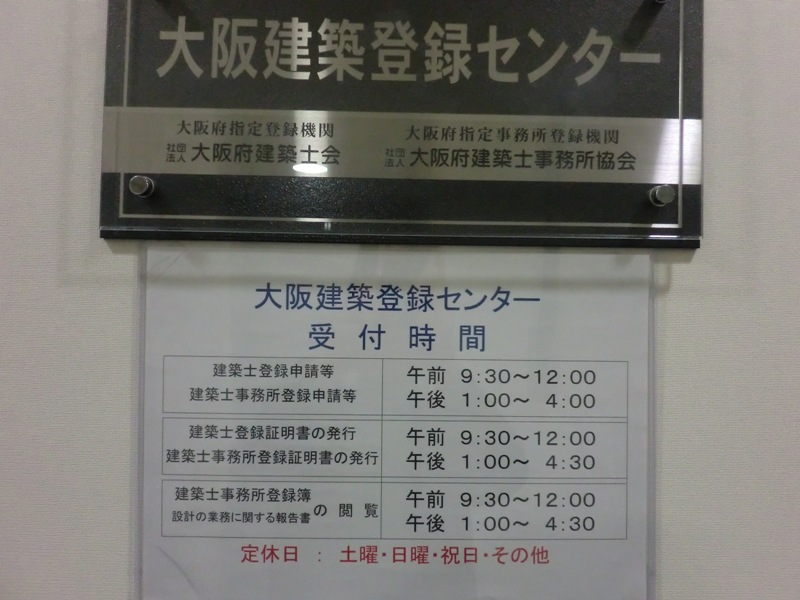 大阪建築登録センター
大阪府指定登録機関
社団法人 大阪府建築士会
大阪府指定事務所登録機関
社団法人 大阪府建築士事務所協会
大阪建築登録センター
受付時間
建築士登録申請等
建築士事務所登録申請等
午前 9:30～12:00
午後 1:00～ 4:00
建築士登録証明書の発行
建築士事務所登録証明書の発行
午前 9:30～12:00
午後 1:00～ 4:30
建築士事務所登録簿
設計の業務に関する報告書
の閲覧
午前 9:30～12:00
午後 1:00～ 4:30
定休日 : 土曜・日曜・祝日・その他